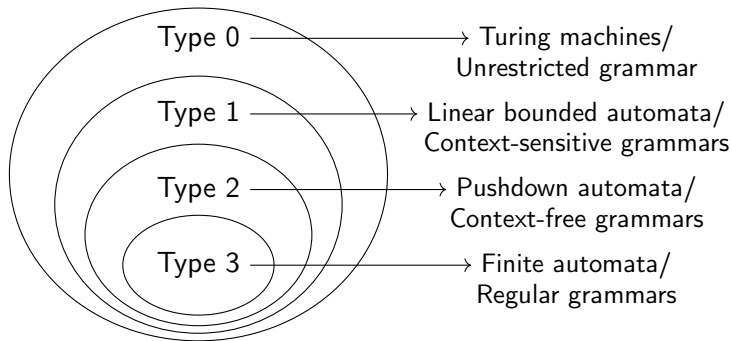 Type 0
Turing machines/
Unrestricted grammar
Type 1
Linear bounded automata/
Context-sensitive grammars
Type 2
Pushdown automata/
Context-free grammars
Type 3
Finite automata/
Regular grammars